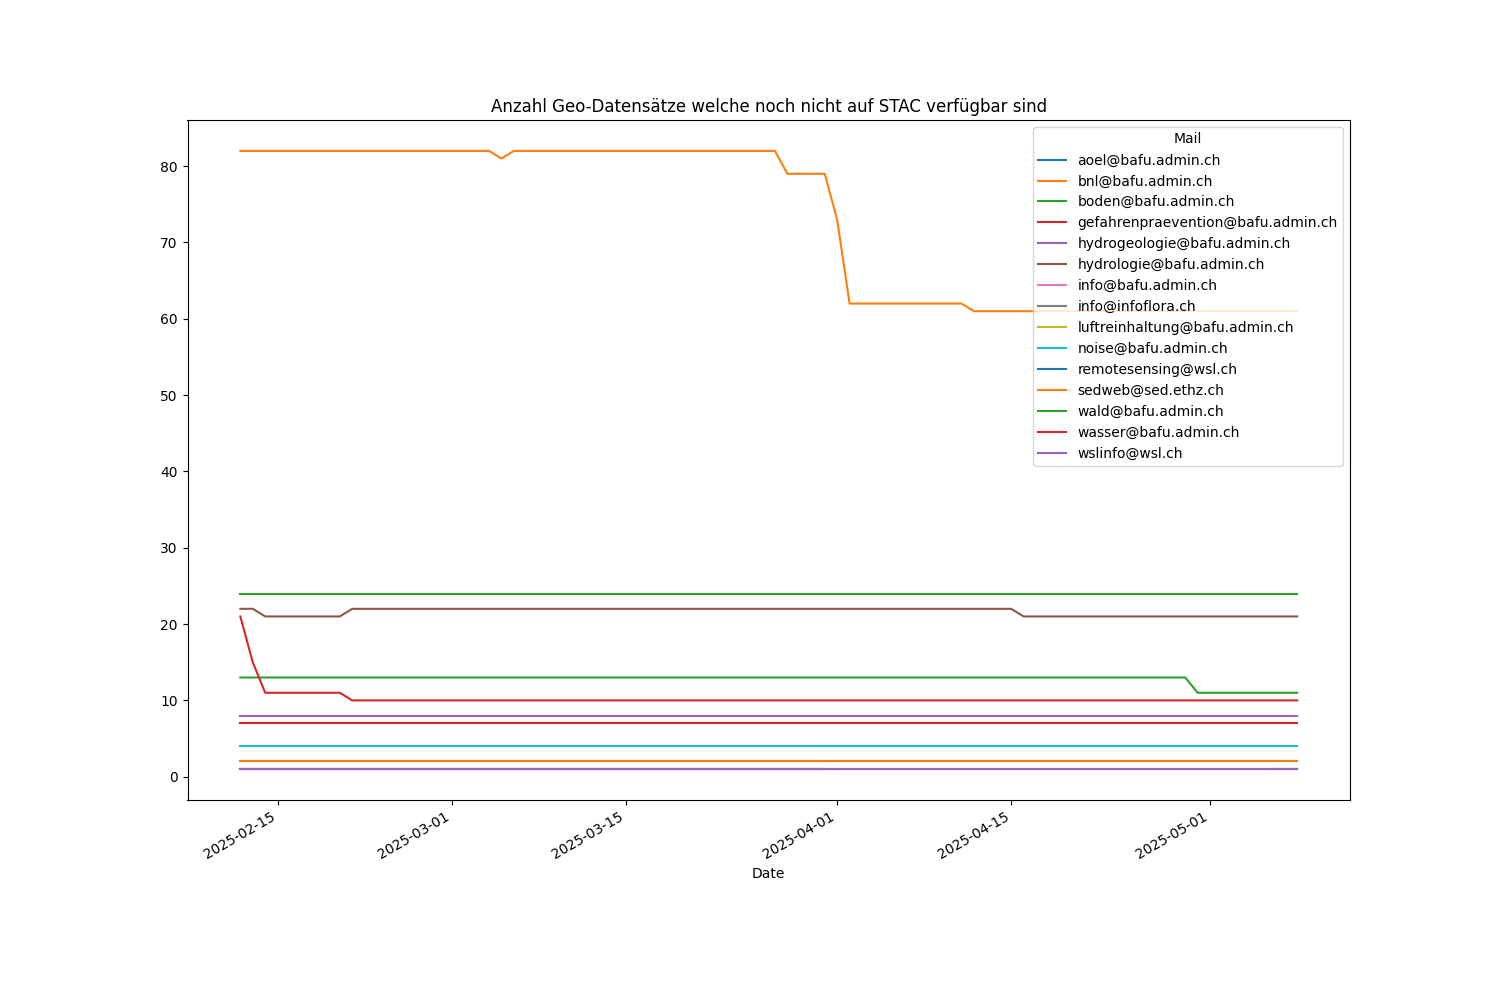 Anzahl Geo-Datensätze welche noch nicht auf STAC verfügbar sind
Mail
aoel@bafu.admin.ch
bnl@bafu.admin.ch
boden@bafu.admin.ch
gefahrenpraevention@bafu.admin.ch
hydrogeologie@bafu.admin.ch
hydrologie@bafu.admin.ch
info@bafu.admin.ch
info@infoflora.ch
luftreinhaltung@bafu.admin.ch
noise@bafu.admin.ch
remotesensing@wsl.ch
sedweb@sed.ethz.ch
wald@bafu.admin.ch
wasser@bafu.admin.ch
wslinfo@wsl.ch
80
70
60
50
40
30
20
10
0
2025-02-15
2025-03-01
2025-03-15
2025-04-01
2025-04-15
2025-05-01
Date